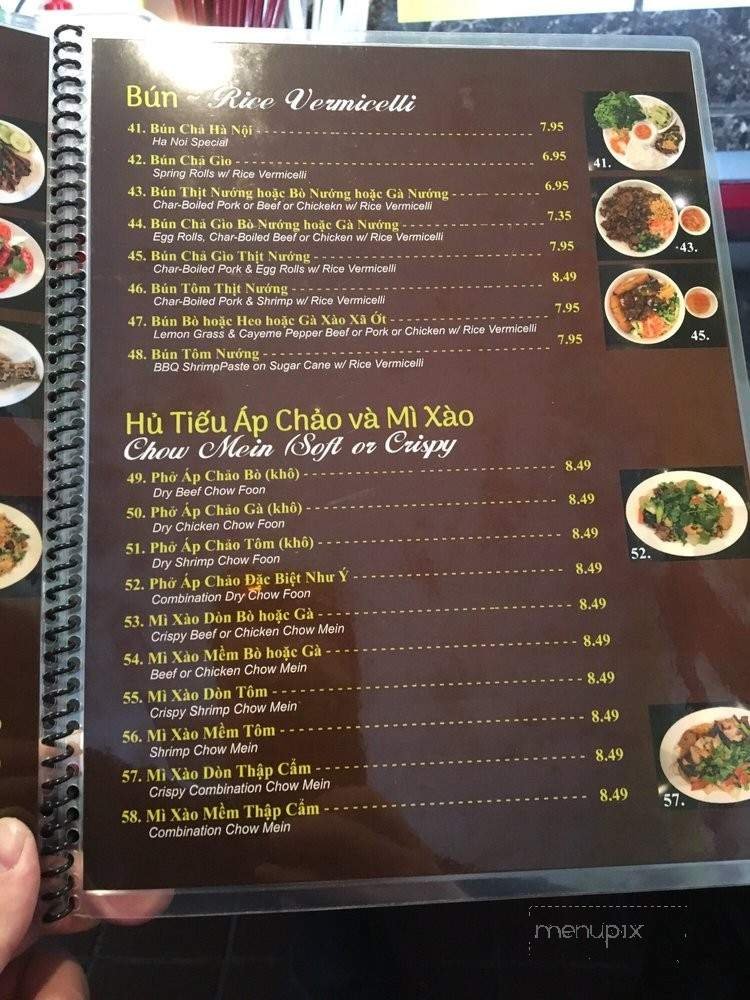 Bún - Rice Vermicelli
41. Bún Chả Hà Nội 7.95
Ha Noi Special
42. Bún Chả Gìo 6.95
Spring Rolls w/ Rice Vermicelli
43. Bún Thịt Nướng hoặc Bò Nướng hoặc Gà Nướng 6.95
Char-Boiled Pork or Beef or Chickekn w/ Rice Vermicelli
44. Bún Chả Gìo Bò Nướng hoặc Gà Nướng 7.35
Egg Rolls, Char-Boiled Beef or Chicken w/ Rice Vermicelli
45. Bún Chả Gìo Thịt Nướng 7.95
Char-Boiled Pork & Egg Rolls w/ Rice Vermicelli
46. Bún Tôm Thịt Nướng 8.49
Char-Boiled Pork & Shrimp w/ Rice Vermicelli
47. Bún Bò hoặc Heo hoặc Gà Xào Xã Ớt 7.95
Lemon Grass & Cayeme Pepper Beef or Pork or Chicken w/ Rice Vermicelli
48. Bún Tôm Nướng 7.95
BBQ ShrimpPaste on Sugar Cane w/ Rice Vermicelli
41.
43.
45.
Hủ Tiếu Áp Chảo và Mì Xào
Chow Mein (Soft or Crispy
49. Phở Áp Chảo Bò (khô) 8.49
Dry Beef Chow Foon
50. Phở Áp Chảo Gà (khô) 8.49
Dry Chicken Chow Foon
51. Phở Áp Chảo Tôm (khô) 8.49
Dry Shrimp Chow Foon
52. Phở Áp Chảo Đặc Biệt Như Ý 8.49
Combination Dry Chow Foon
53. Mì Xào Dòn Bò hoặc Gà 8.49
Crispy Beef or Chicken Chow Mein
54. Mì Xào Mềm Bò hoặc Gà 8.49
Beef or Chicken Chow Mein
55. Mì Xào Dòn Tôm 8.49
Crispy Shrimp Chow Mein
56. Mì Xào Mềm Tôm 8.49
Shrimp Chow Mein
57. Mì Xào Dòn Thập Cẩm 8.49
Crispy Combination Chow Mein
58. Mì Xào Mềm Thập Cẩm 8.49
Combination Chow Mein
52.
57.
menupix